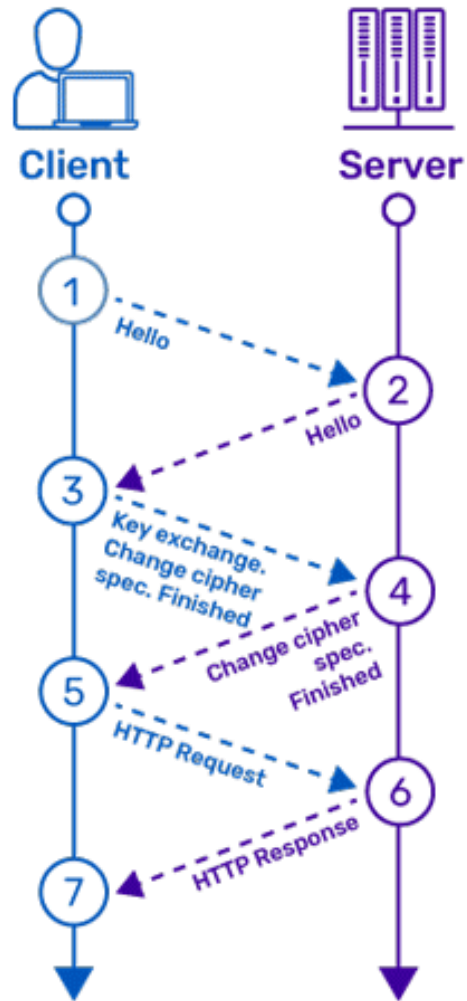 Client
Server
1
Hello
2
Hello
3
Key exchange.
Change cipher
spec. Finished
4
Change cipher
spec.
Finished
5
HTTP Request
6
HTTP Response
7